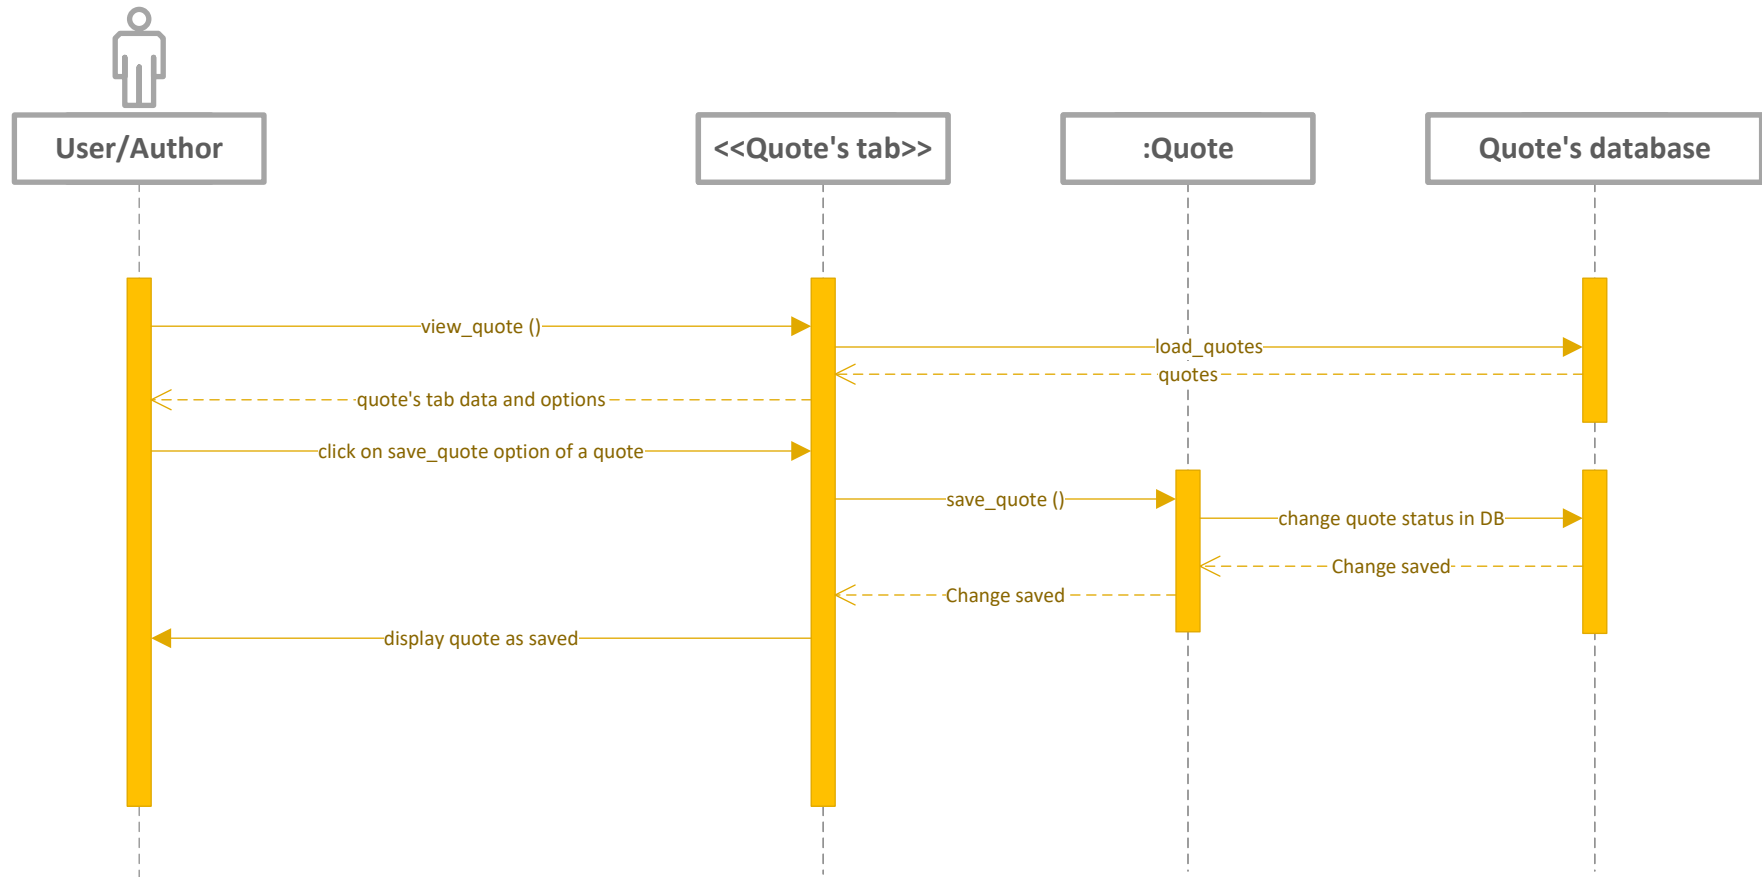 User/Author
<<Quote's tab>>
:Quote
Quote's database
view_quote ()
load_quotes
quotes
quote's tab data and options
click on save_quote option of a quote
save_quote ()
change quote status in DB
Change saved
Change saved
display quote as saved